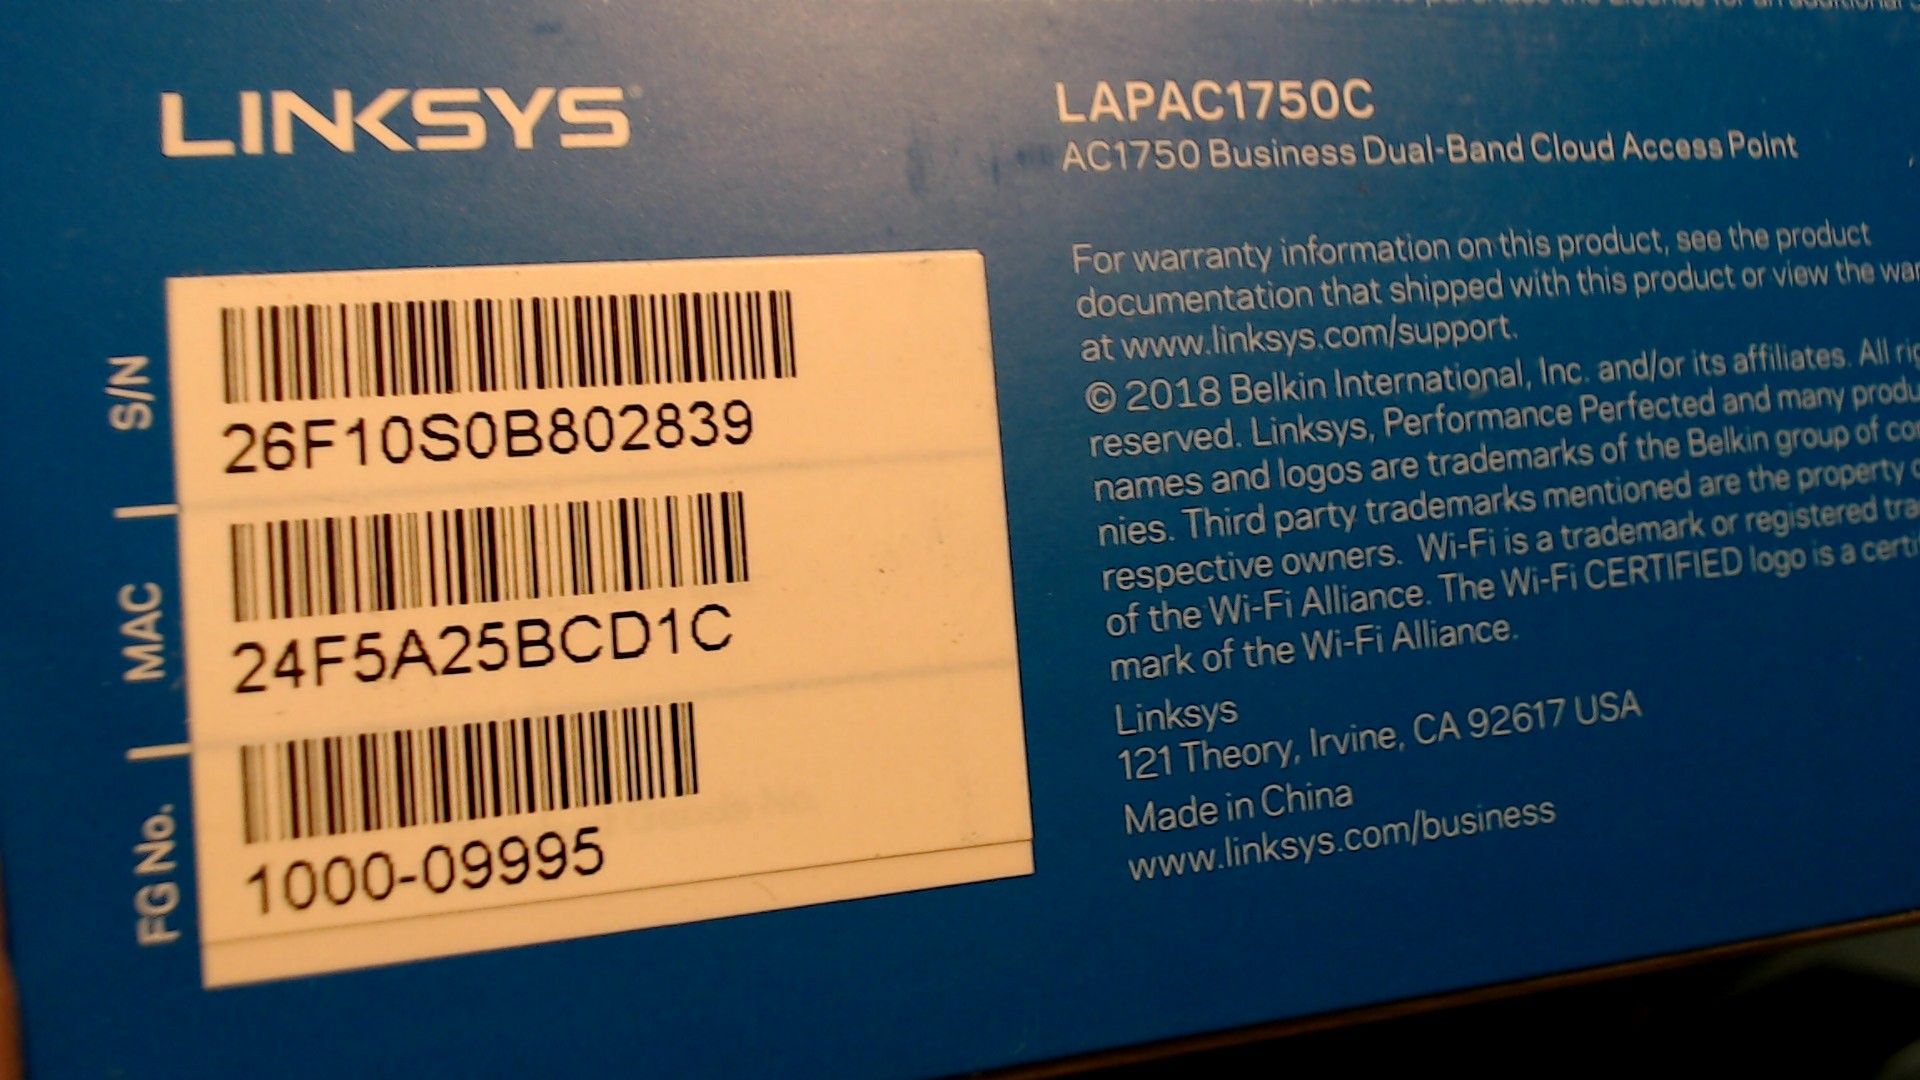 LINKSYS
LAPAC1750C
AC1750 Business Dual-Band Cloud Access Point
S/N
26F10S0B802839
MAC
24F5A25BCD1C
FG No.
1000-09995
For warranty information on this product, see the product
documentation that shipped with this product or view the
at www.linksys.com/support.
© 2018 Belkin International, Inc. and/or its affiliates. All
reserved. Linksys, Performance Perfected and many
names and logos are trademarks of the Belkin group of
nies. Third party trademarks mentioned are the property
respective owners. Wi-Fi is a trademark or registered
of the Wi-Fi Alliance. The Wi-Fi CERTIFIED logo is a
mark of the Wi-Fi Alliance.
Linksys
121 Theory, Irvine, CA 92617 USA
Made in China
www.linksys.com/business